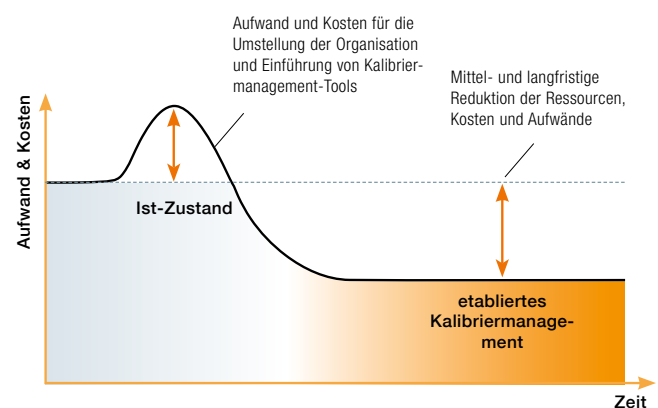 Aufwand und Kosten für die
Umstellung der Organisation
und Einführung von Kalibrier-
management-Tools
Mittel- und langfristige
Reduktion der Ressourcen,
Kosten und Aufwände
Aufwand & Kosten
Ist-Zustand
etabliertes
Kalibriermanage-
ment
Zeit